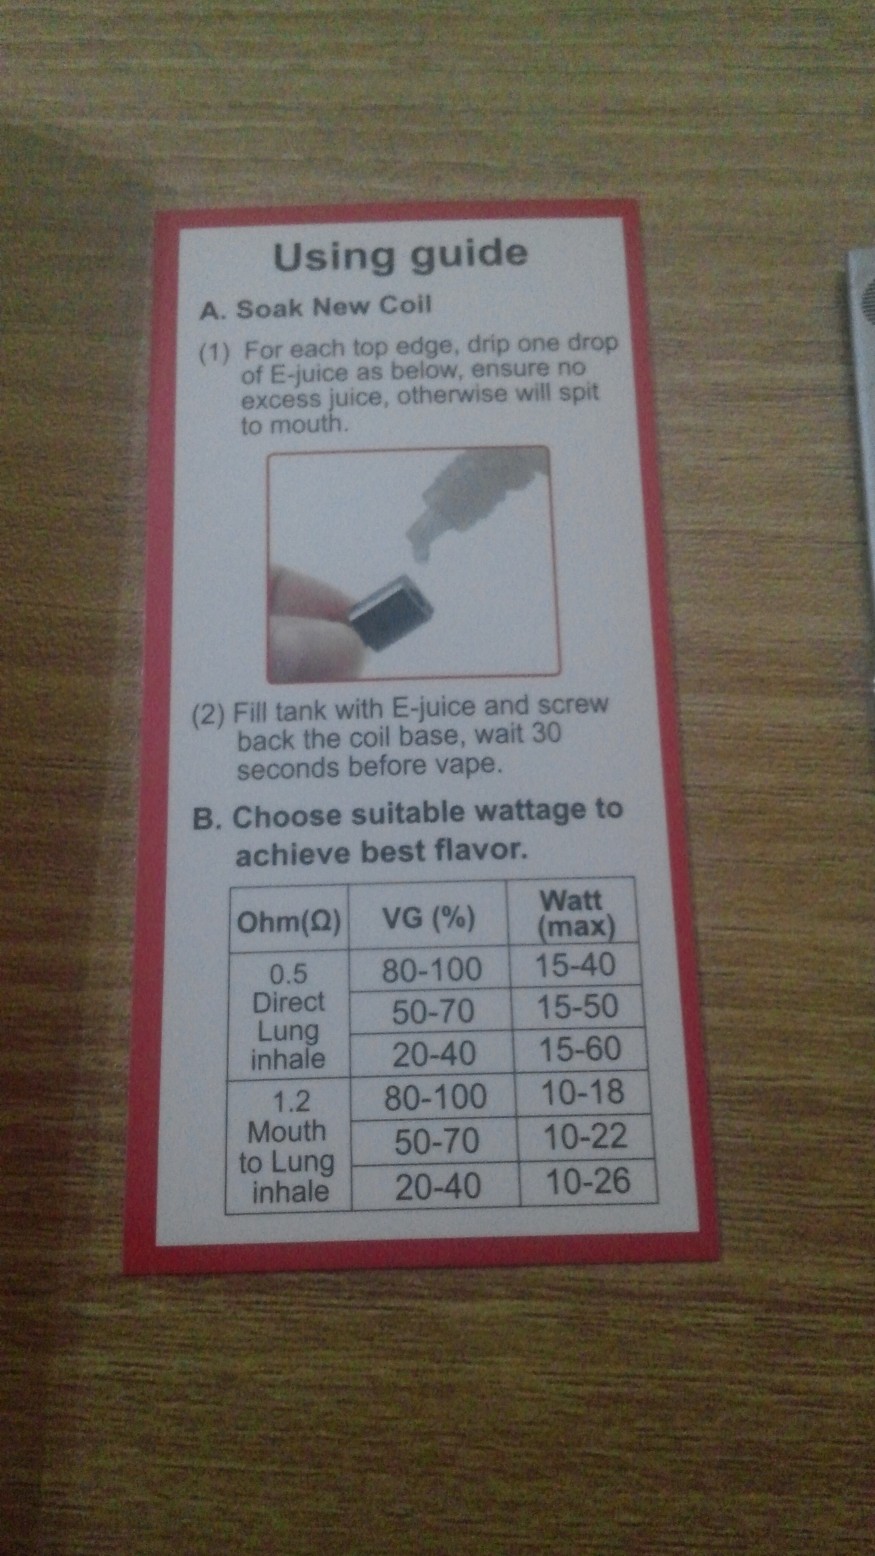 Using guide
A. Soak New Coil
(1) For each top edge, drip one drop
of E-juice as below, ensure no
excess juice, otherwise will spit
to mouth.
(2) Fill tank with E-juice and screw
back the coil base, wait 30
seconds before vape.
B. Choose suitable wattage to
achieve best flavor.
Ohm(Ω) VG (%) Watt (max)
0.5 Direct Lung inhale
80-100 15-40
50-70 15-50
20-40 15-60
1.2 Mouth to Lung inhale
80-100 10-18
50-70 10-22
20-40 10-26